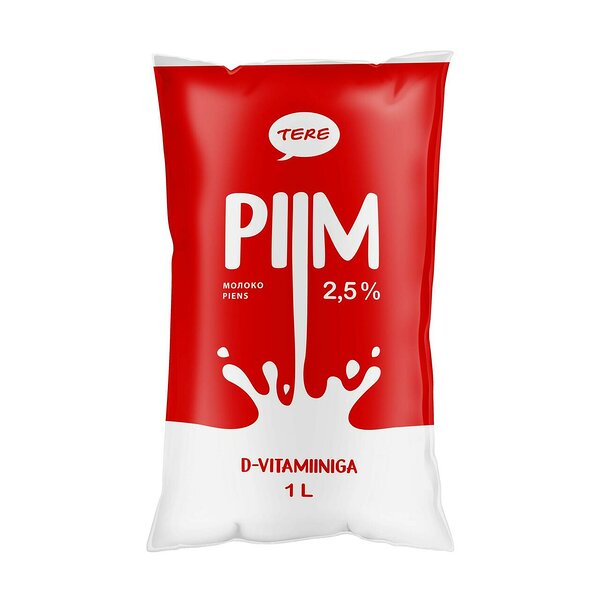 TERE
PIIM
МОЛОКО
PIENS
2,5%
D-VITAMIINIGA
1 L